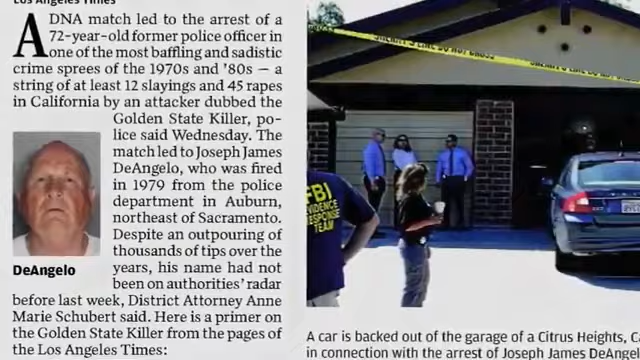 Los Angeles Times
A DNA match led to the arrest of a
72-year-old former police officer in
one of the most baffling and sadistic
crime sprees of the 1970s and '80s — a
string of at least 12 slayings and 45 rapes
in California by an attacker dubbed the
Golden State Killer, po-
lice said Wednesday. The
match led to Joseph James
DeAngelo, who was fired
in 1979 from the police
department in Auburn,
northeast of Sacramento.
Despite an outpouring of
thousands of tips over the
years, his name had not
been on authorities' radar
before last week, District Attorney Anne
Marie Schubert said. Here is a primer on
the Golden State Killer from the pages of
the Los Angeles Times:
DeAngelo
FBI
EVIDENCE
RESPONSE
TEAM
A car is backed out of the garage of a Citrus Heights, C
in connection with the arrest of Joseph James DeAngel